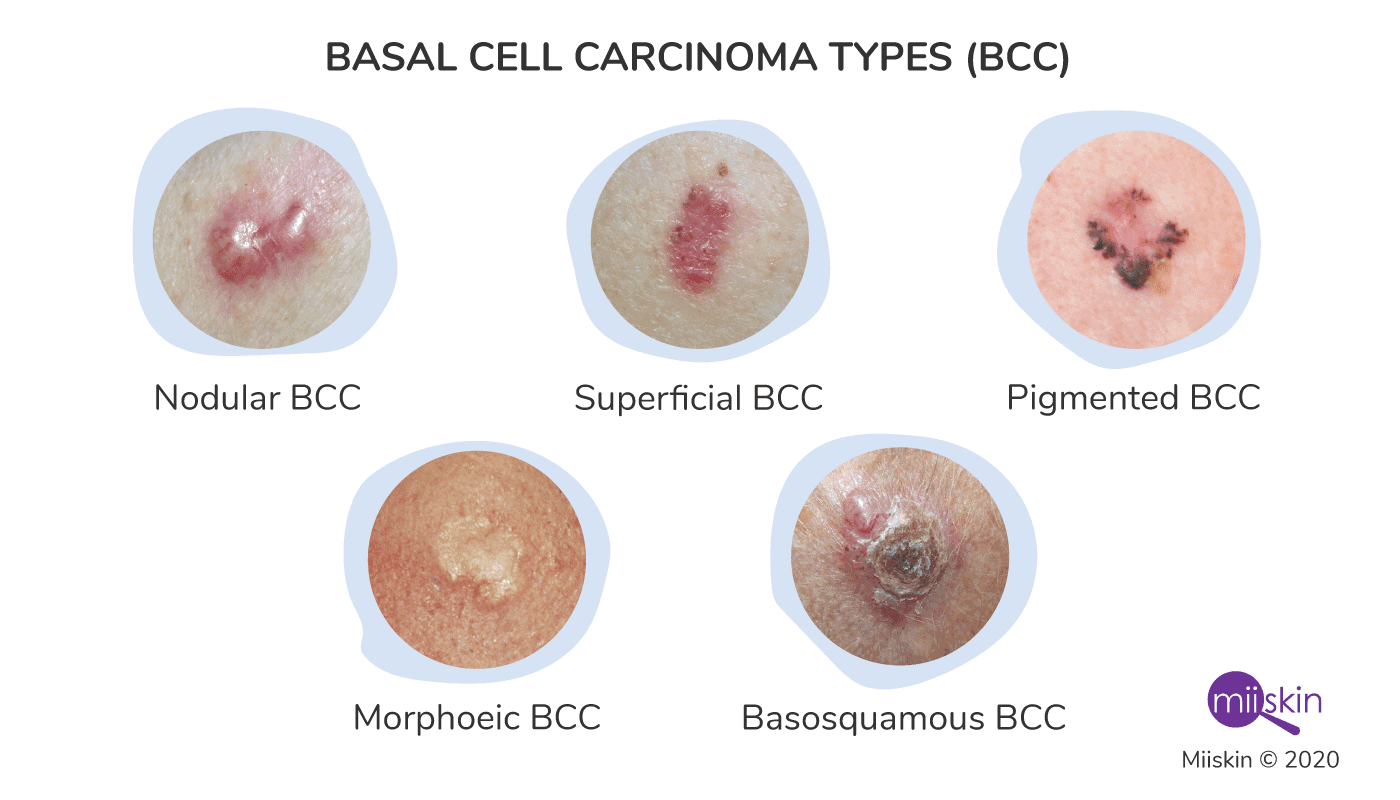 BASAL CELL CARCINOMA TYPES (BCC)
Nodular BCC
Superficial BCC
Pigmented BCC
Morphoeic BCC
Basosquamous BCC
miiskin
Miiskin © 2020